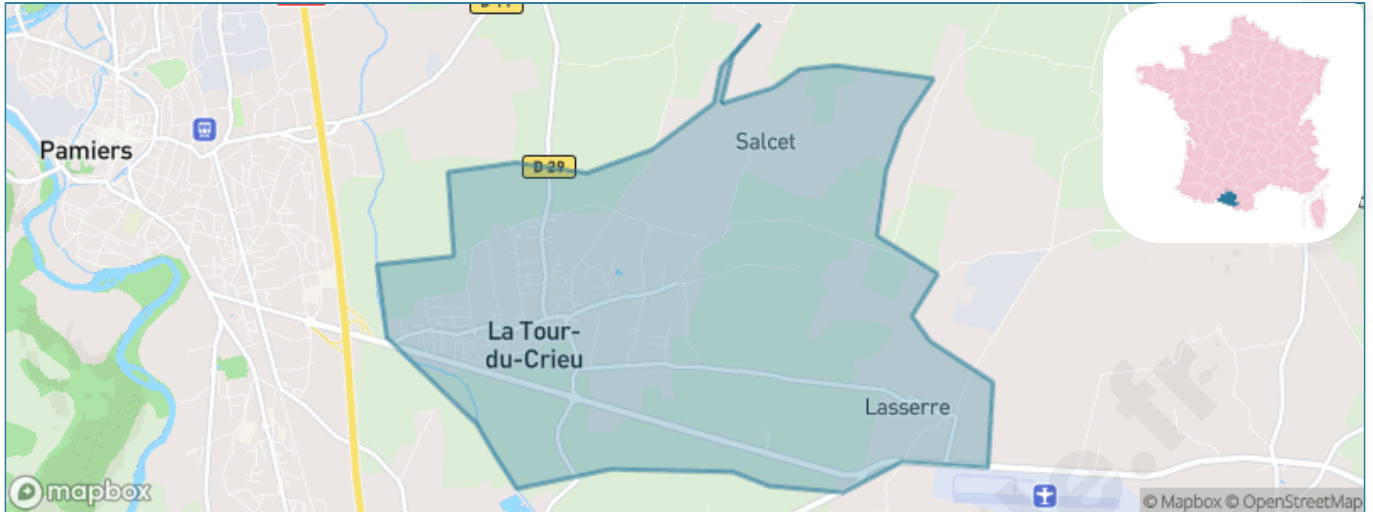 D 29
Salcet
Pamiers
La Tour-
du-Crieu
Lasserre
mapbox
© Mapbox © OpenStreetMap